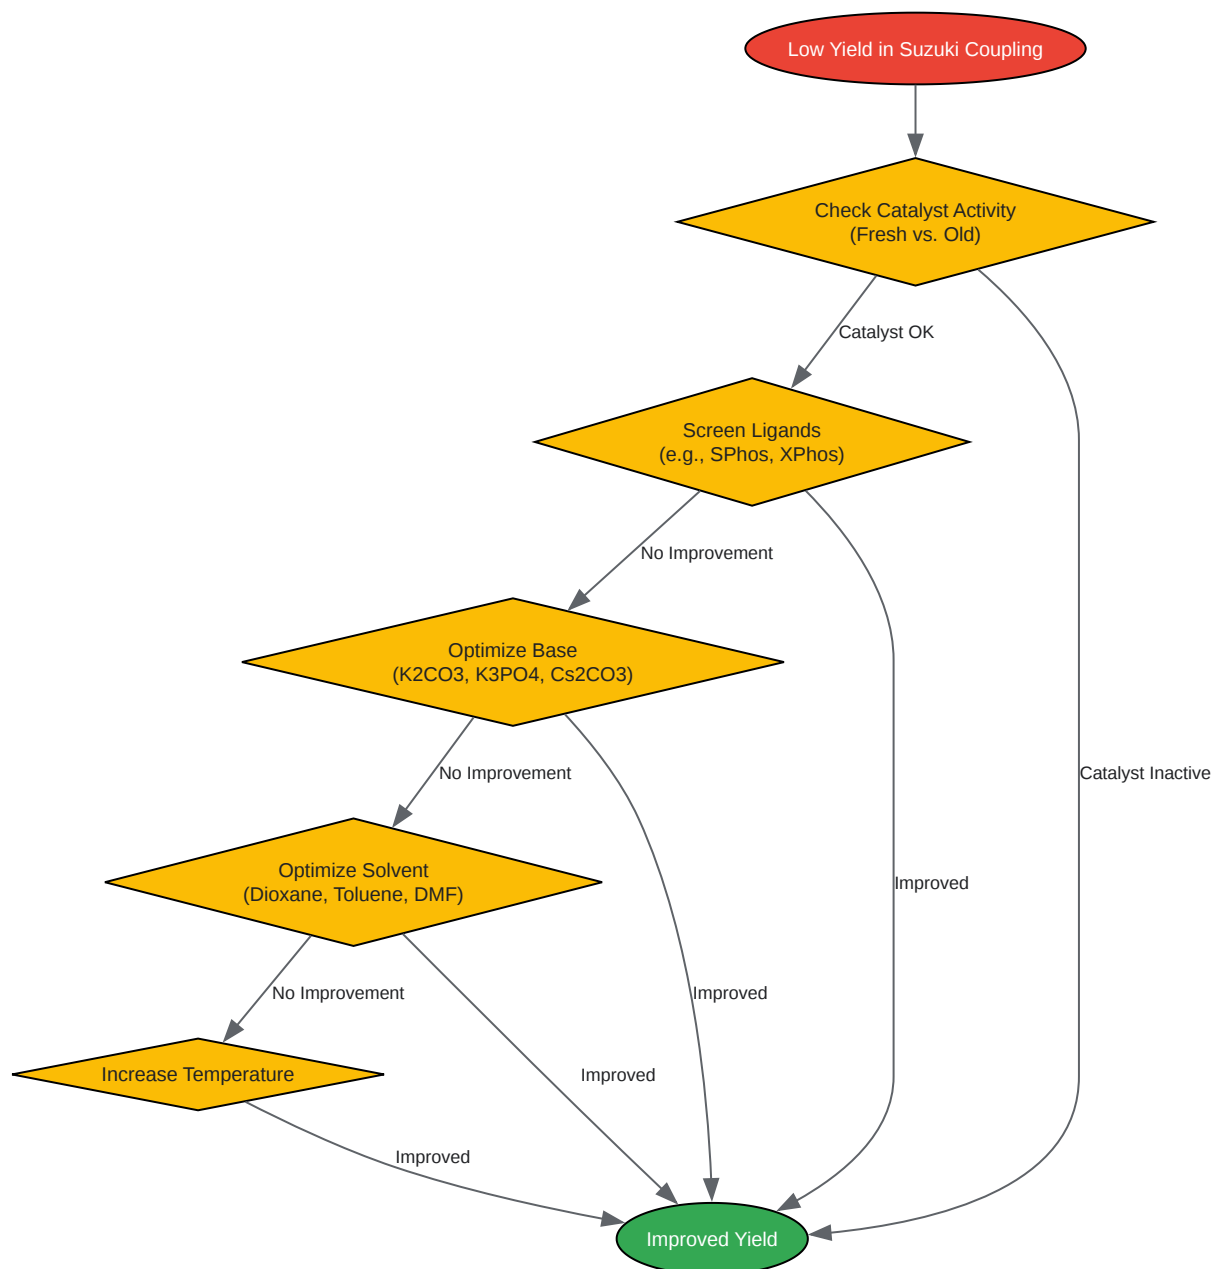 Low Yield in Suzuki Coupling
Check Catalyst Activity
(Fresh vs. Old)
Catalyst OK
Screen Ligands
(e.g., SPhos, XPhos)
No Improvement
Optimize Base
(K2CO3, K3PO4, Cs2CO3)
No Improvement
Catalyst Inactive
Optimize Solvent
(Dioxane, Toluene, DMF)
Improved
No Improvement
Improved
Increase Temperature
Improved
Improved
Improved Yield